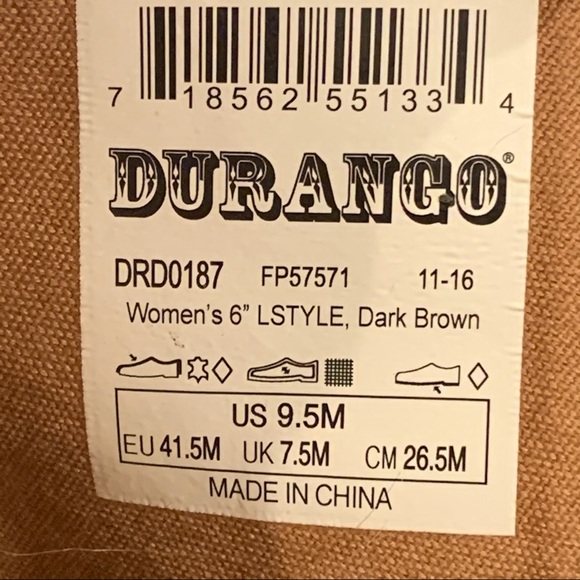 7 18562 55133 4
DURANGO®
DRD0187 FP57571 11-16
Women's 6” LSTYLE, Dark Brown
US 9.5M
EU 41.5M UK 7.5M CM 26.5M
MADE IN CHINA